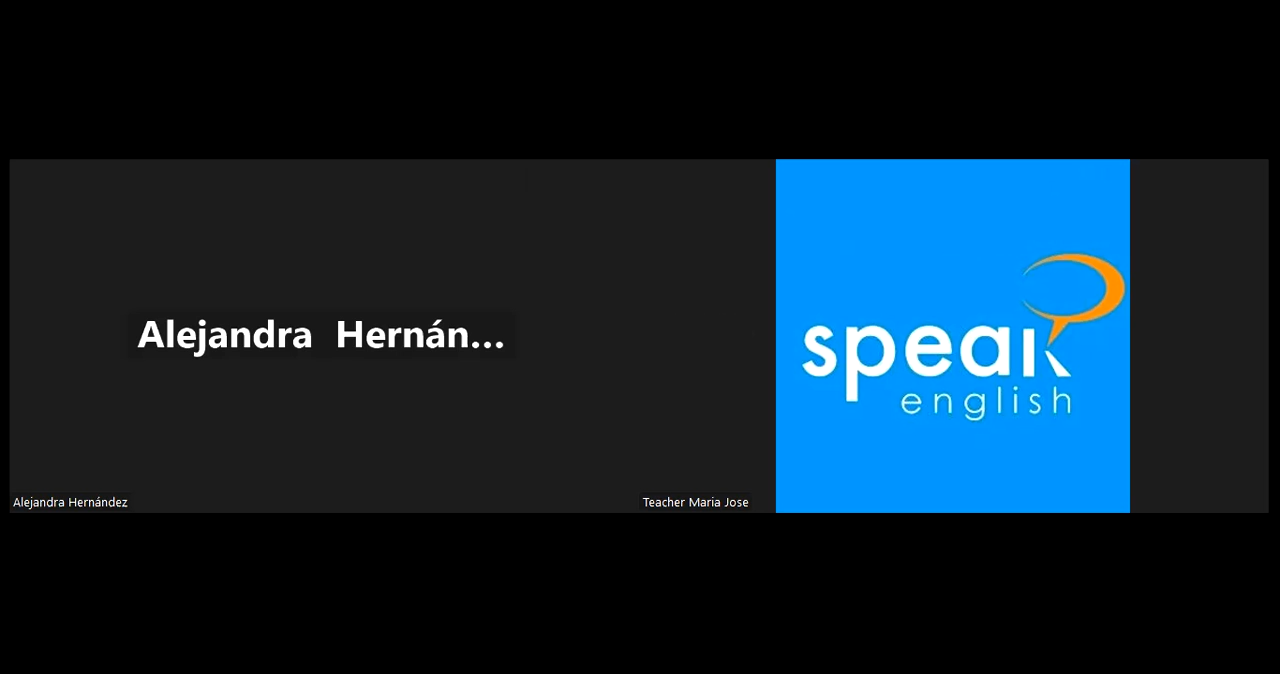 Alejandra Hernán...
speak
english
Alejandra Hernández
Teacher Maria Jose